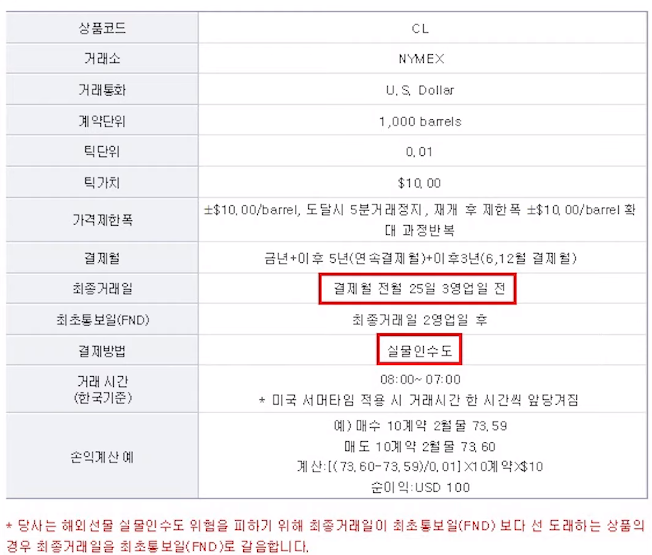 상품코드 CL
거래소 NYMEX
거래통화 U.S. Dollar
계약단위 1,000 barrels
틱단위 0.01
틱가치 $10.00
가격제한폭 ±$10.00/barrel, 도달시 5분거래정지, 재개 후 제한폭 ±$10.00/barrel 확
대 과정반복
결제월 금년+이후 5년(연속결제월)+이후3년(6,12월 결제월)
최종거래일 결제월 전월 25일 3영업일 전
최초통보일(FND) 최종거래일 2영업일 후
결제방법 실물인수도
거래 시간
(한국기준)
08:00~ 07:00
* 미국 서머타임 적용 시 거래시간 한 시간씩 앞당겨짐
손익계산 예
예) 매수 10계약 2월물 73.59
매도 10계약 2월물 73.60
계산:[(73.60-73.59)/0.01]X10계약X$10
순이익:USD 100
* 당사는 해외선물 실물인수도 위험을 피하기 위해 최종거래일이 최초통보일(FND) 보다 선 도래하는 상품의
경우 최종거래일을 최초통보일(FND)로 갈음합니다.